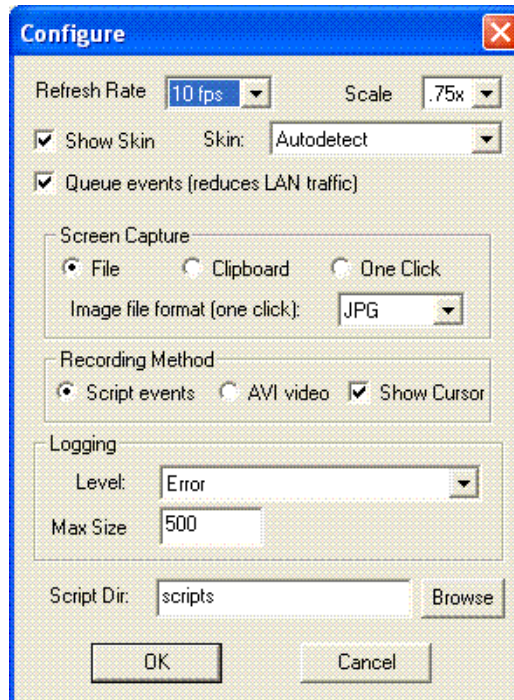 Configure
Refresh Rate 10 fps Scale .75x
Show Skin Skin: Autodetect
Queue events (reduces LAN traffic)
Screen Capture
File Clipboard One Click
Image file format (one click): JPG
Recording Method
Script events AVI video Show Cursor
Logging
Level: Error
Max Size 500
Script Dir: scripts Browse
OK Cancel